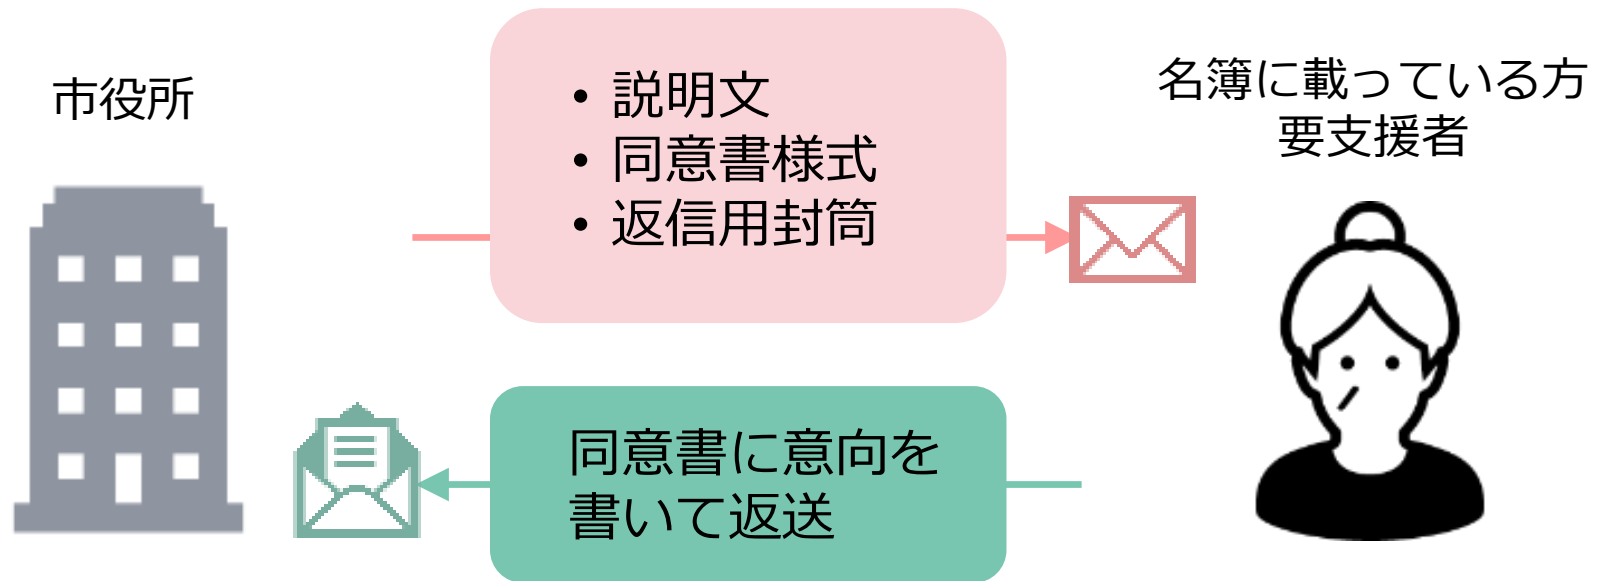 市役所
• 説明文
• 同意書様式
• 返信用封筒
名簿に載っている方
要支援者
同意書に意向を
書いて返送